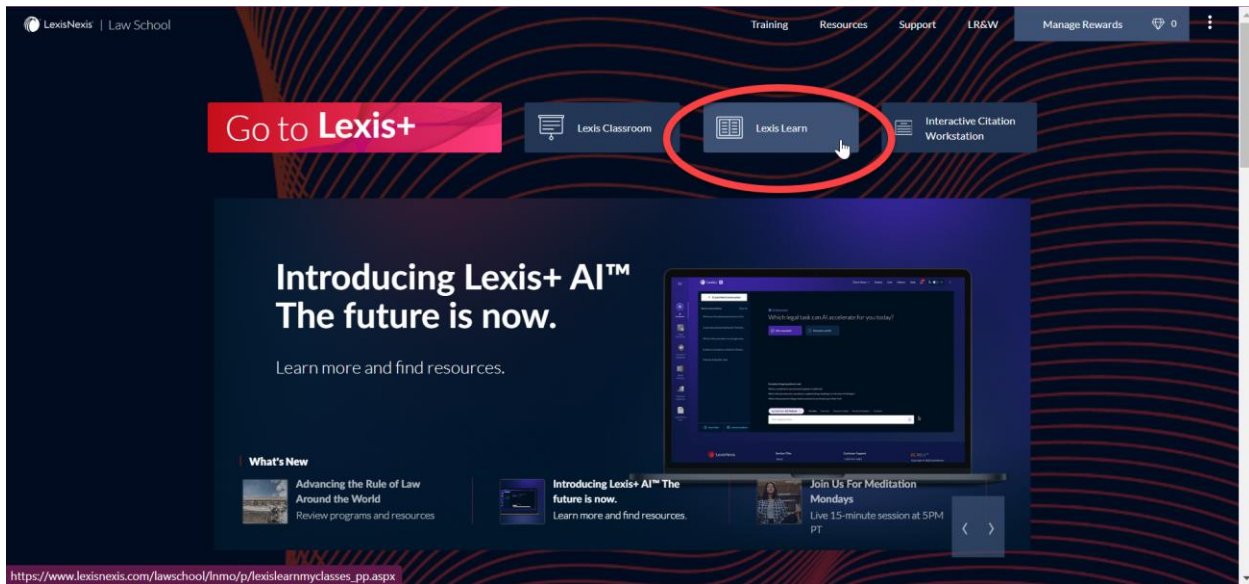 LexisNexis® | Law School
Training Resources Support LR&W Manage Rewards 0
Go to Lexis+
Lexis Classroom
Lexis Learn
Interactive Citation
Workstation
Introducing Lexis+ AI™
The future is now.
Learn more and find resources.
Which legal task can AI accelerate for you today?
What's New
Advancing the Rule of Law
Around the World
Review programs and resources
Introducing Lexis+ AI™ The
future is now.
Learn more and find resources.
Join Us For Meditation
Mondays
Live 15-minute session at 5PM
PT
https://www.lexisnexis.com/lawschool/lnmo/p/lexislearnmyclasses_pp.aspx